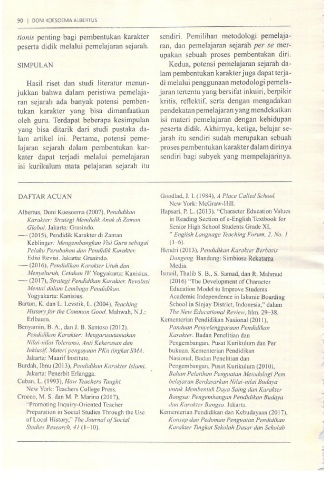 90 | DONI KOESOEMA ALBERTUS
tionis penting bagi pembentukan karakter
peserta didik melalui pemelajaran sejarah.
SIMPULAN
Hasil riset dan studi literatur menun-
jukkan bahwa dalam peristiwa pemelaja-
ran sejarah ada banyak potensi pemben-
tukan karakter yang bisa dimanfaatkan
oleh guru. Terdapat beberapa kesimpulan
yang bisa ditarik dari studi pustaka da-
lam artikel ini. Pertama, potensi peme-
lajaran sejarah dalam pembentukan kar-
akter dapat terjadi melalui pemelajaran
isi kurikulum mata pelajaran sejarah itu
sendiri. Pemilihan metodologi pemelaja-
ran, dan pemelajaran sejarah per se mer-
upakan sebuah proses pembentukan diri.
Kedua, potensi pemelajaran sejarah da-
lam pembentukan karakter juga dapat terja-
di melalui penggunaan metodologi pemela-
jaran tertentu yang bersifat inkuiri, berpikir
kritis, reflektif, serta dengan mengadakan
pendekatan pemelajaran yang mendekatkan
isi materi pemelajaran dengan kehidupan
peserta didik. Akhirnya, ketiga, belajar se-
jarah itu sendiri sudah merupakan sebuah
proses pembentukan karakter dalam dirinya
sendiri bagi subyek yang mempelajarinya.
DAFTAR ACUAN
Albertus, Doni Koesoema (2007), Pendidikan
Karakter: Strategi Mendidik Anak di Zaman
Global. Jakarta: Grasindo.
— (2015), Pendidik Karakter di Zaman
Keblinger: Mengembangkan Visi Guru sebagai
Pelaku Perubahan dan Pendidik Karakter.
Edisi Revisi. Jakarta: Grasindo.
— (2016), Pendidikan Karakter Utuh dan
Menyeluruh, Cetakan IV. Yogyakarta: Kanisius.
— (2017), Strategi Pendidikan Karakter. Revolusi
Mental dalam Lembaga Pendidikan.
Yogyakarta: Kanisius.
Barton, K. dan L. Levstik, L. (2004), Teaching
History for the Common Good. Mahwah, N.J.:
Erlbaum.
Benyamin, B. A., dan J. B. Santoso (2012),
Pendidikan Karakter: Mengarusutamakan
Nilai-nilai Toleransi, Anti Kekerasan dan
Inklusif. Materi pengayaan PKn tingkat SMA.
Jakarta: Maarif Institute.
Burdah, Ibnu (2013), Pendidikan Karakter Islami.
Jakarta: Penerbit Erlangga.
Cuban, L. (1993), How Teachers Taught.
New York: Teachers College Press.
Crocco, M. S. dan M. P. Marino (2017),
"Promoting Inquiry-Oriented Teacher
Preparation in Social Studies Through the Use
of Local History," The Journal of Social
Studies Research, 41 (1-10).
Goodlad, J. I. (1984), A Place Called School.
New York: McGraw-Hill.
Hapsari, P. L. (2013), "Character Education Values
in Reading Section of e-English Textbook for
Senior High School Students Grade XI,
" English Language Teaching Forum, 2, No. 1
(1–6).
Hendri (2013), Pendidikan Karakter Berbasis
Dongeng. Bandung: Simbiosa Rekatama
Media.
Ismail, Thalib S. B., S. Samad, dan R. Mahmud
(2016) "The Development of Character
Education Model to Improve Students
Academic Independence in Islamic Boarding
School in Sinjay District, Indonesia," dalam
The New Educational Review, hlm. 29–38.
Kementerian Pendidikan Nasional (2011),
Panduan Penyelenggaraan Pendidikan
Karakter. Badan Penelitian dan
Pengembangan, Pusat Kurikulum dan Per
bukuan. Kementerian Pendidikan
Nasional, Badan Penelitian dan
Pengembangan, Pusat Kurikulum (2010),
Bahan Pelatihan Penguatan Metodologi Pem
belajaran Berdasarkan Nilai-nilai Budaya
untuk Membentuk Daya Saing dan Karakter
Bangsa: Pengembangan Pendidikan Budaya
dan Karakter Bangsa. Jakarta.
Kementerian Pendidikan dan Kebudayaan (2017),
Konsep dan Pedoman Penguatan Pendidikan
Karakter Tingkat Sekolah Dasar dan Sekolah